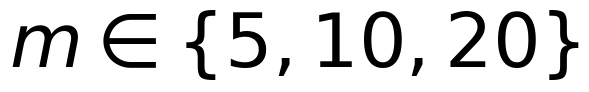 m ∈ {5, 10, 20}